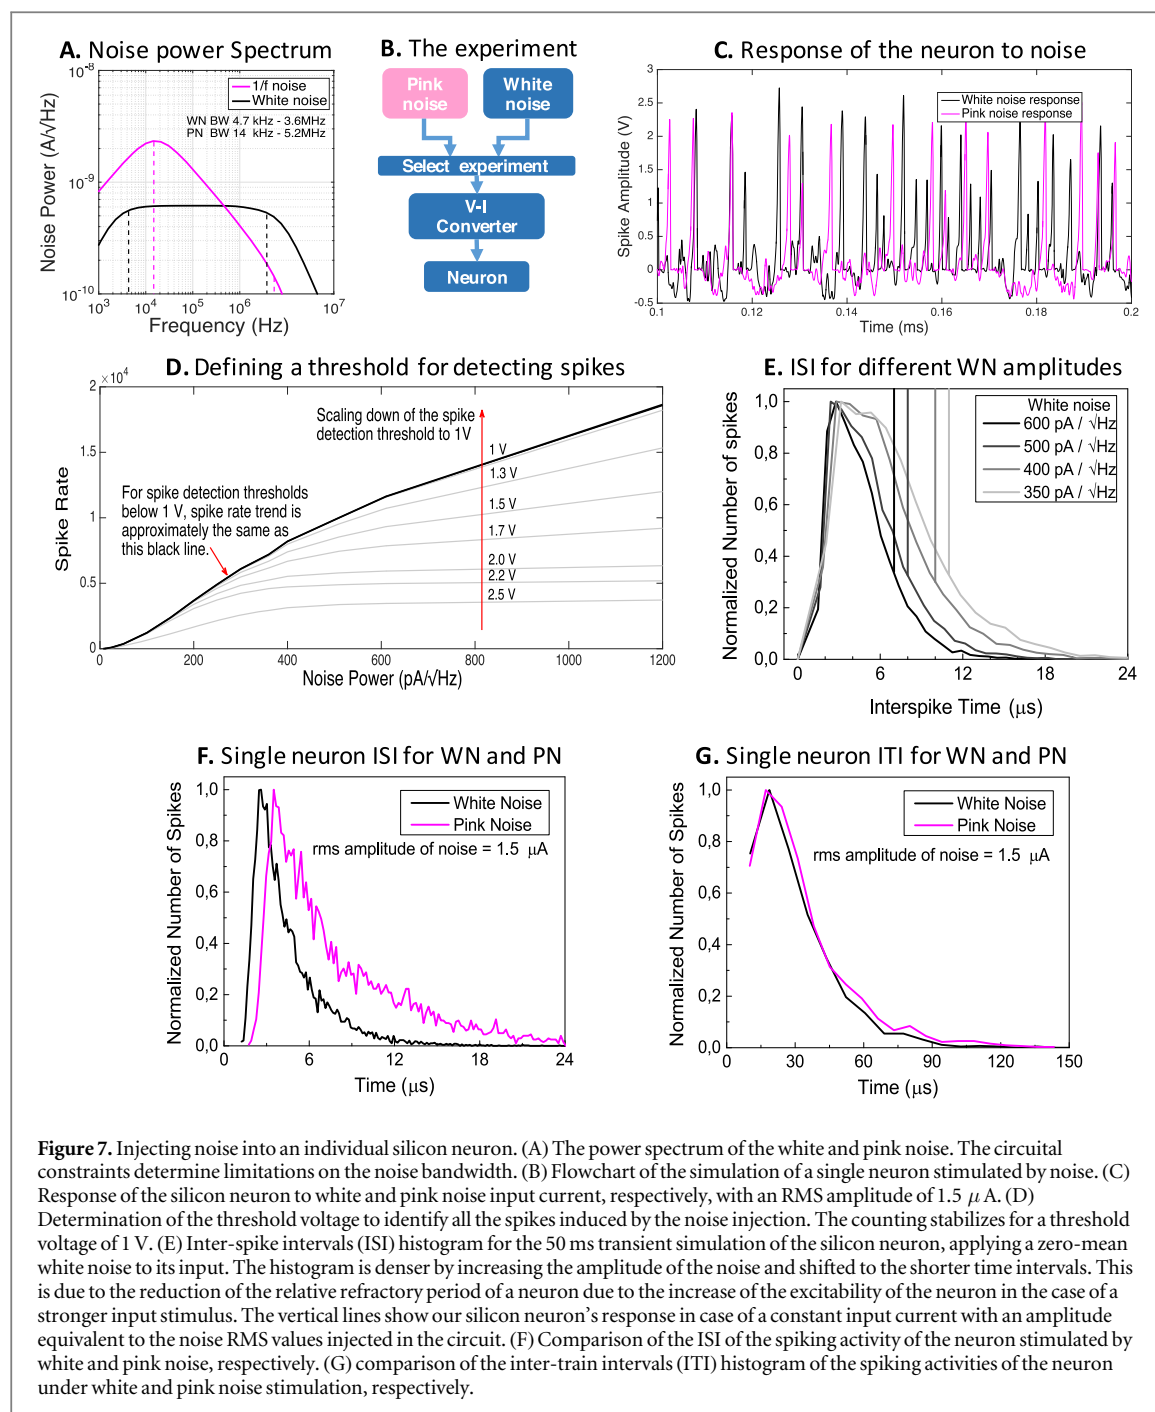 A. Noise power Spectrum
10⁻⁸
10⁻⁹
10⁻¹⁰
Noise Power (A/√Hz)
1/f noise
White noise
WN BW 4.7 kHz - 3.6MHz
PN BW 14 kHz - 5.2MHz
10³ 10⁴ 10⁵ 10⁶ 10⁷
Frequency (Hz)
B. The experiment
Pink noise
White noise
Select experiment
V-I Converter
Neuron
C. Response of the neuron to noise
3
2.5
2
1.5
1
0.5
0
-0.5
Spike Amplitude (V)
White noise response
Pink noise response
0.1 0.12 0.14 0.16 0.18 0.2
Time (ms)
D. Defining a threshold for detecting spikes
×10⁴
2
1.5
1
0.5
0
Spike Rate
Scaling down of the spike
detection threshold to 1V
For spike detection thresholds
below 1 V, spike rate trend is
approximately the same as
this black line.
1 V
1.3 V
1.5 V
1.7 V
2.0 V
2.2 V
2.5 V
0 200 400 600 800 1000 1200
Noise Power (pA/√Hz)
E. ISI for different WN amplitudes
1,0
0,8
0,6
0,4
0,2
0,0
Normalized Number of spikes
White noise
600 pA / √Hz
500 pA / √Hz
400 pA / √Hz
350 pA / √Hz
0 6 12 18 24
Interspike Time (μs)
F. Single neuron ISI for WN and PN
1,0
0,8
0,6
0,4
0,2
0,0
Normalized Number of Spikes
White Noise
Pink Noise
rms amplitude of noise = 1.5 μA
0 6 12 18 24
Time (μs)
G. Single neuron ITI for WN and PN
1,0
0,8
0,6
0,4
0,2
0,0
Normalized Number of Spikes
White Noise
Pink Noise
rms amplitude of noise = 1.5 μA
0 30 60 90 120 150
Time (μs)
Figure 7. Injecting noise into an individual silicon neuron. (A) The power spectrum of the white and pink noise. The circuital
constraints determine limitations on the noise bandwidth. (B) Flowchart of the simulation of a single neuron stimulated by noise. (C)
Response of the silicon neuron to white and pink noise input current, respectively, with an RMS amplitude of 1.5 μ A. (D)
Determination of the threshold voltage to identify all the spikes induced by the noise injection. The counting stabilizes for a threshold
voltage of 1 V. (E) Inter-spike intervals (ISI) histogram for the 50 ms transient simulation of the silicon neuron, applying a zero-mean
white noise to its input. The histogram is denser by increasing the amplitude of the noise and shifted to the shorter time intervals. This
is due to the reduction of the relative refractory period of a neuron due to the increase of the excitability of the neuron in the case of a
stronger input stimulus. The vertical lines show our silicon neuron's response in case of a constant input current with an amplitude
equivalent to the noise RMS values injected in the circuit. (F) Comparison of the ISI of the spiking activity of the neuron stimulated by
white and pink noise, respectively. (G) comparison of the inter-train intervals (ITI) histogram of the spiking activities of the neuron
under white and pink noise stimulation, respectively.